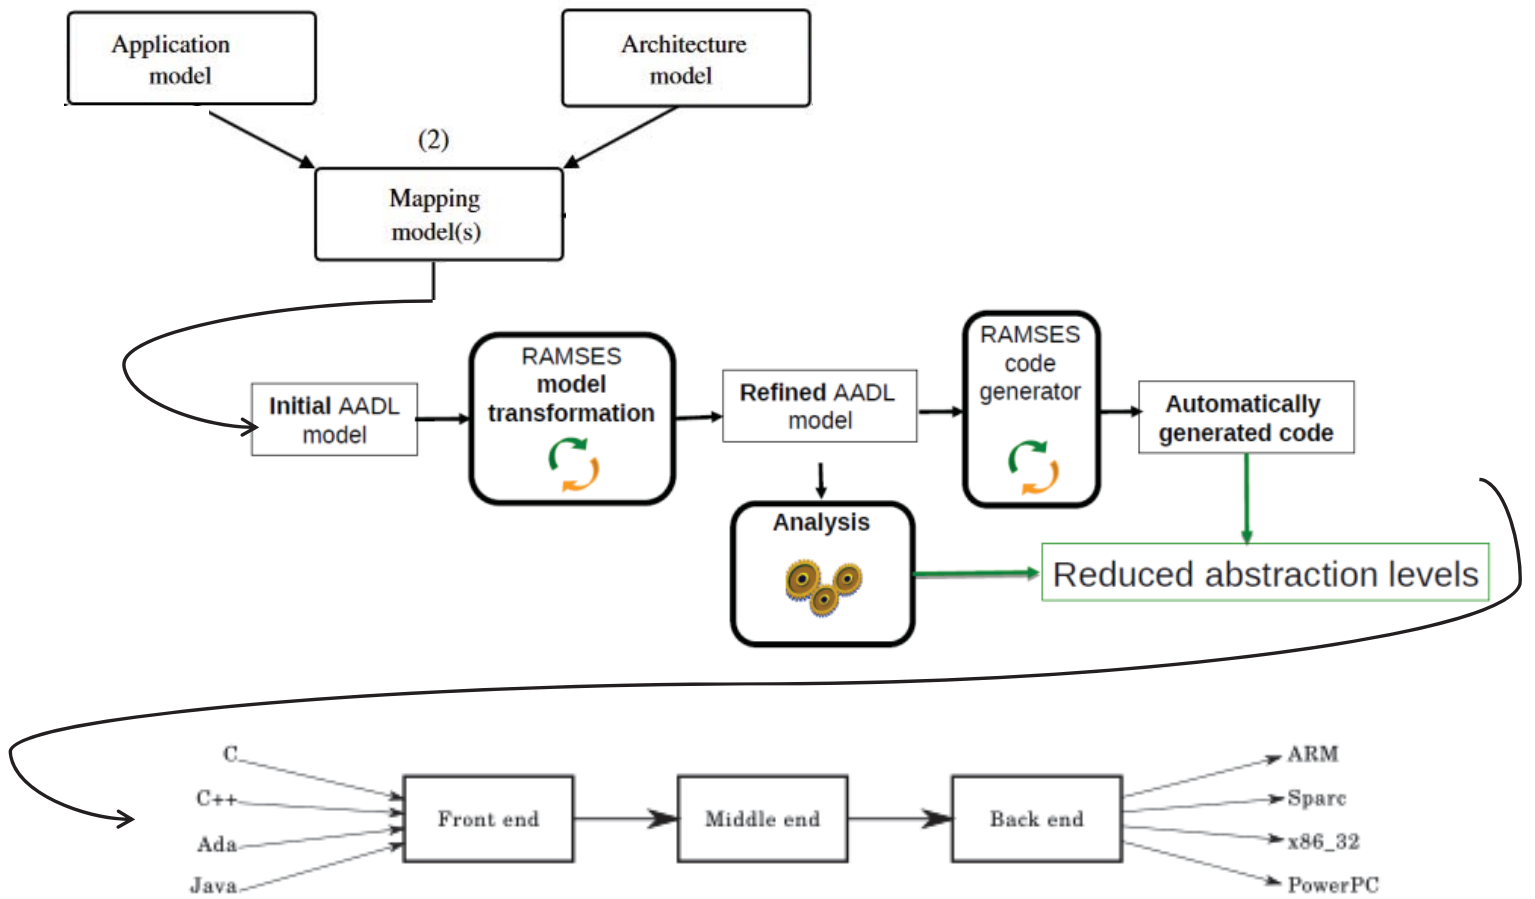 Application
model
Architecture
model
(2)
Mapping
model(s)
RAMSES
model
transformation
RAMSES
code
generator
Initial AADL
model
Refined AADL
model
Automatically
generated code
Analysis
Reduced abstraction levels
C
C++
Ada
Java
Front end
Middle end
Back end
ARM
Sparc
x86_32
PowerPC